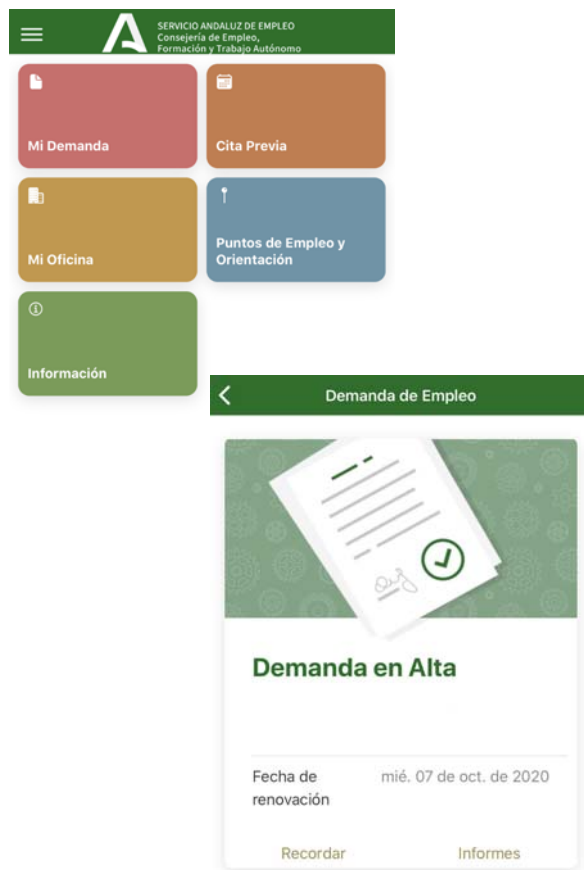 SERVICIO ANDALUZ DE EMPLEO
Consejería de Empleo,
Formación y Trabajo Autónomo
Mi Demanda
Cita Previa
Mi Oficina
Puntos de Empleo y
Orientación
Información
Demanda de Empleo
Demanda en Alta
Fecha de
renovación
mié. 07 de oct. de 2020
Recordar
Informes